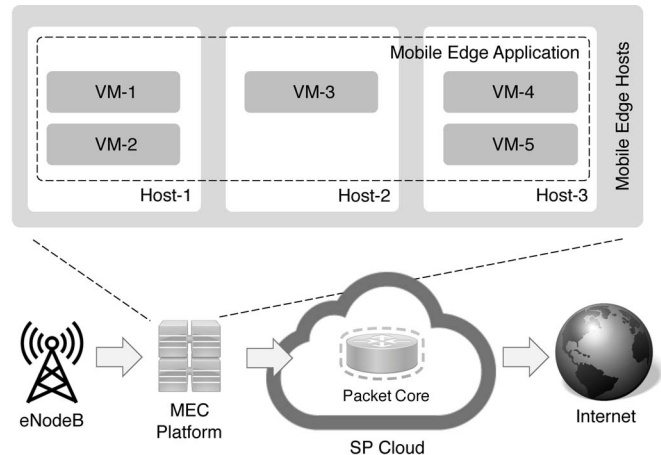 Mobile Edge Application
VM-1
VM-2
VM-3
VM-4
VM-5
Host-1
Host-2
Host-3
Mobile Edge Hosts
eNodeB
MEC
Platform
Packet Core
SP Cloud
Internet